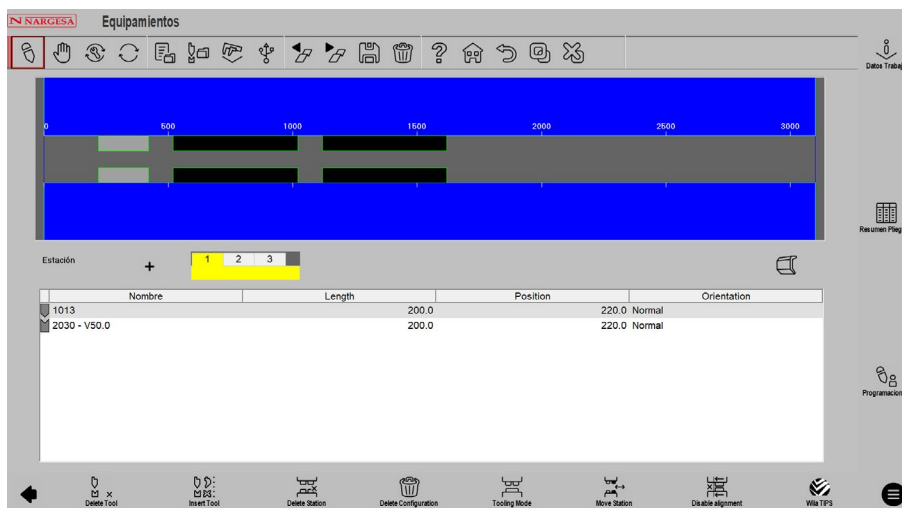 N NARGESA Equipamientos
Datos Trabaj
0 500 1000 1500 2000 2500 3000
Resumen Plieg
Estación + 1 2 3
Nombre Length Position Orientation
1013 200.0 220.0 Normal
2030 - V50.0 200.0 220.0 Normal
Programacion
Delete Tool Insert Tool Delete Station Delete Configuration Tooling Mode Move Station Disable alignment Wila TIPS